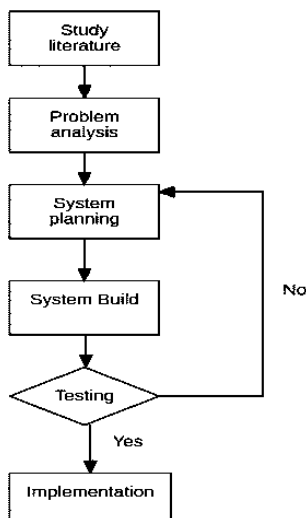 Study
literature
Problem
analysis
System
planning
System Build
No
Testing
Yes
Implementation